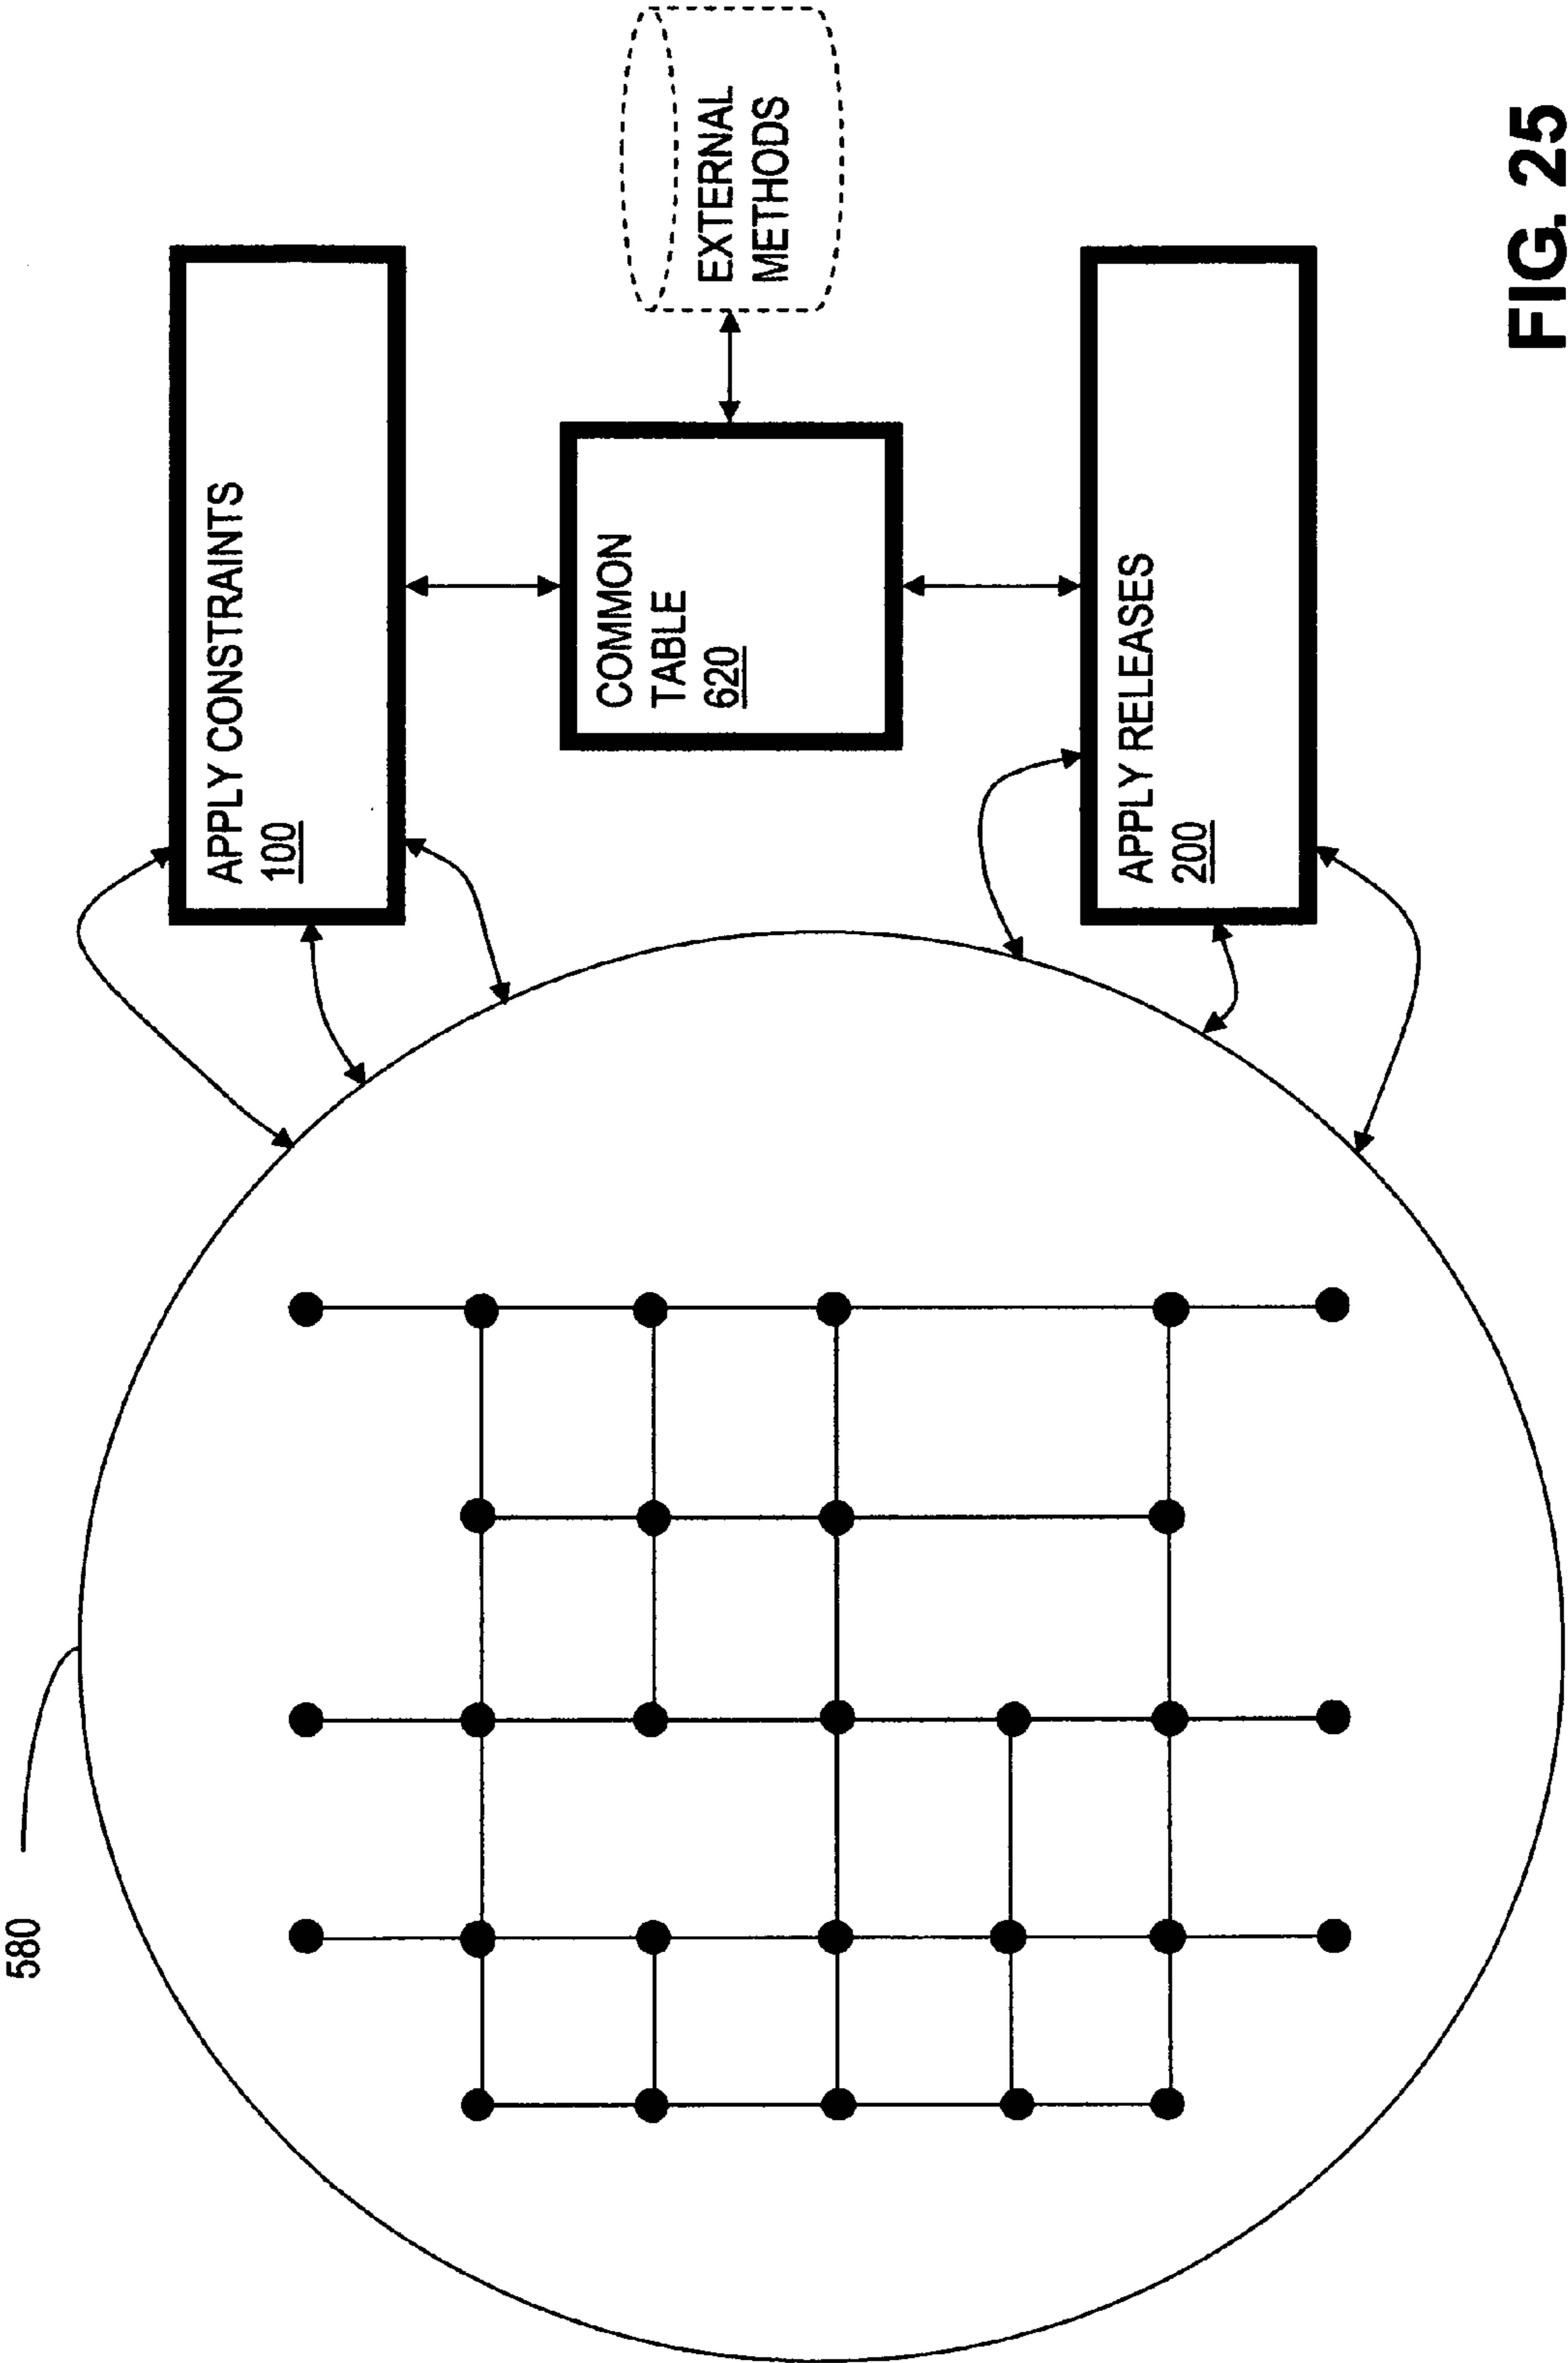 580
APPLY CONSTRAINTS
100
COMMON
TABLE
620
EXTERNAL
METHODS
APPLY RELEASES
200
FIG. 25